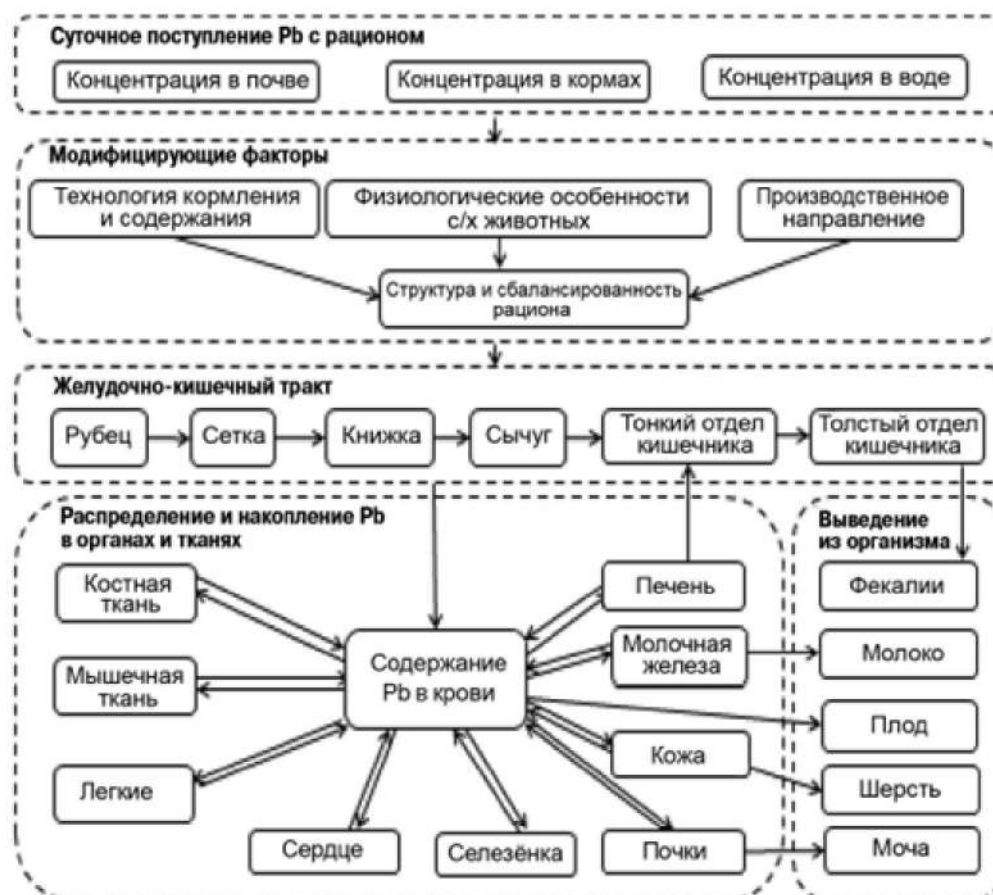 Суточное поступление Pb с рационом
Концентрация в почве
Концентрация в кормах
Концентрация в воде
Модифицирующие факторы
Технология кормления
и содержания
Физиологические особенности
с/х животных
Производственное
направление
Структура и сбалансированность
рациона
Желудочно-кишечный тракт
Рубец
Сетка
Книжка
Сычуг
Тонкий отдел
кишечника
Толстый отдел
кишечника
Распределение и накопление Pb
в органах и тканях
Выведение
из организма
Костная
ткань
Мышечная
ткань
Легкие
Сердце
Селезёнка
Содержание
Pb в крови
Печень
Молочная
железа
Кожа
Почки
Фекалии
Молоко
Плод
Шерсть
Моча